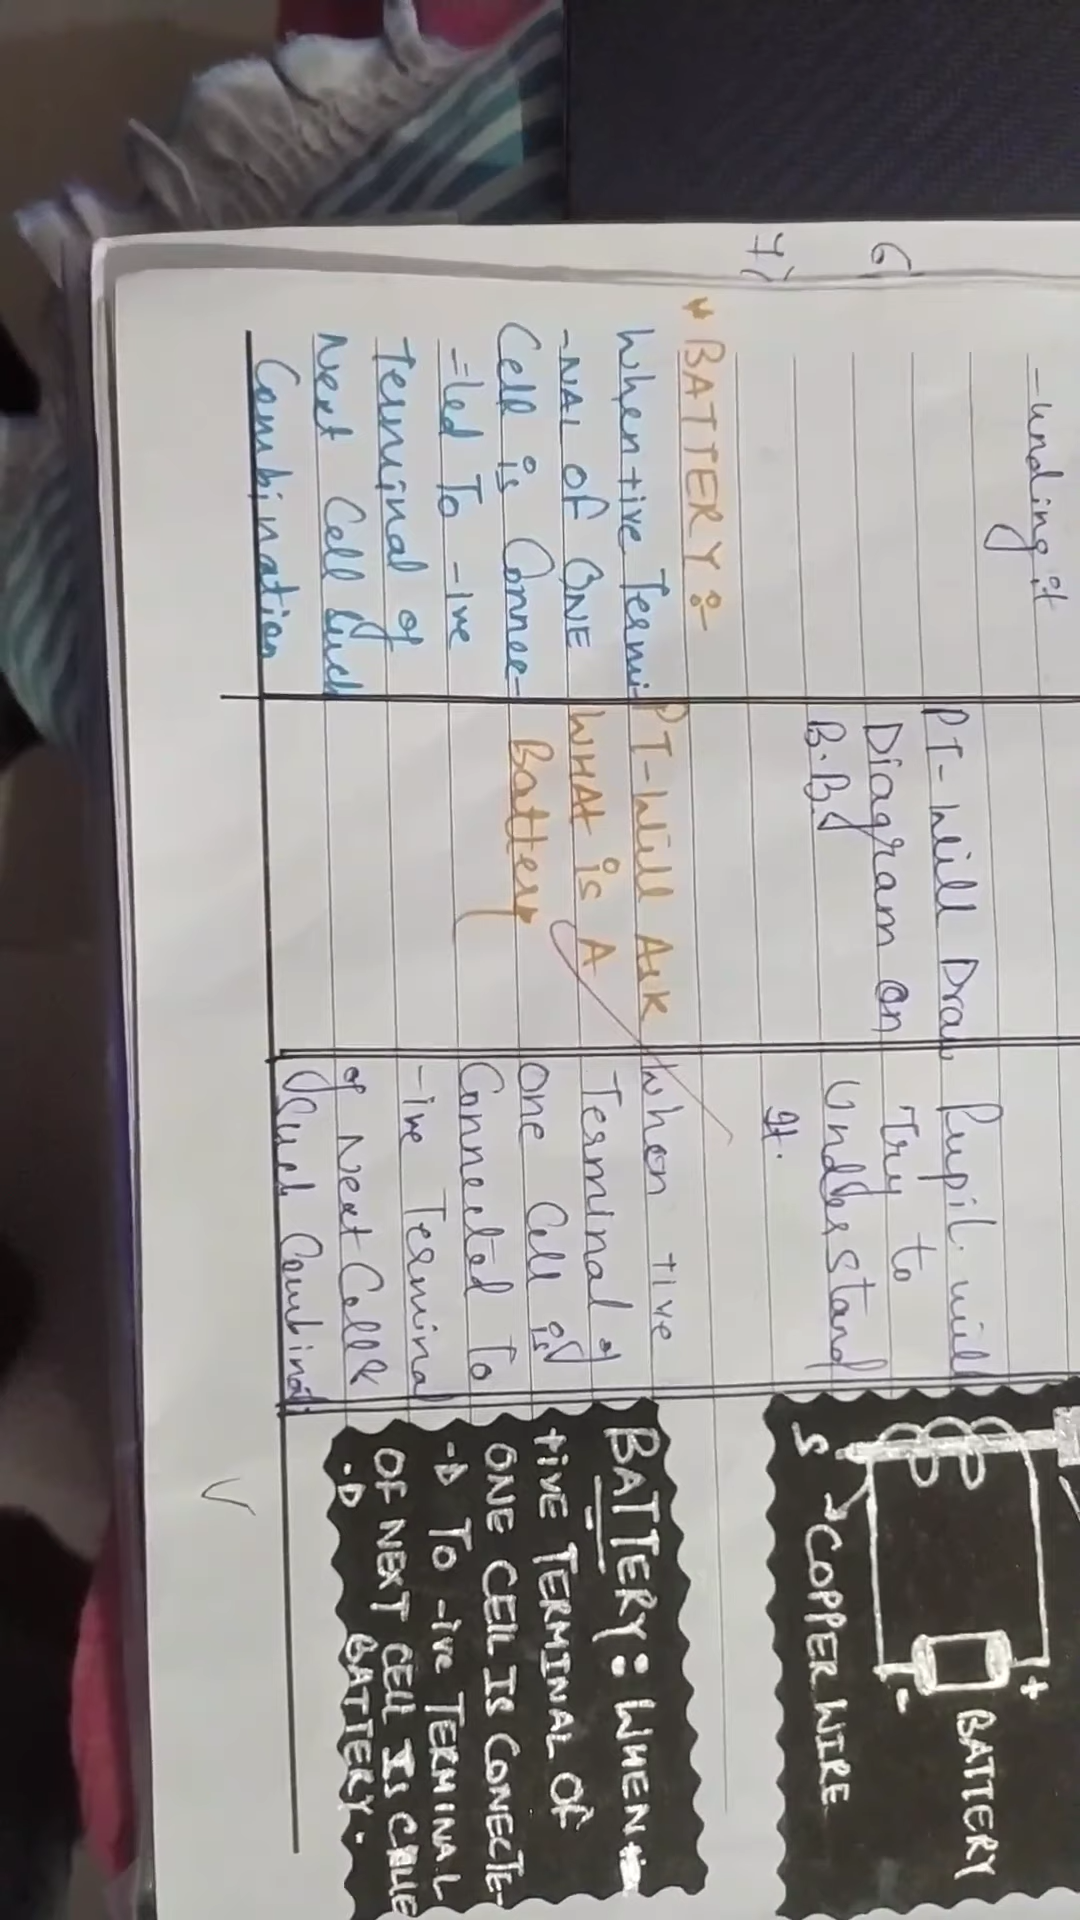 -unding it
6)
PT-Will Draw
Diagram on
B.B
Pupil will
Try to
Understand
It.
S
COPPER WIRE
+
-
BATTERY
7)
* BATTERY :-
When +ive Termi-
-NAL OF ONE
Cell is Connec-
=ted To -ive
Terminal of
Next Cell Such
Combination
PT-Will Ask
WHAT is A
Battery
When +ive
Terminal of
One Cell is
Connected To
-ive Terminal
of Next Cell &
Such Combinat
BATTERY: WHEN
+IVE TERMINAL OF
ONE CELL IS CONECTE-
-D TO -ive TERMINAL
OF NEXT CELL IS CALLE
-D BATTERY.